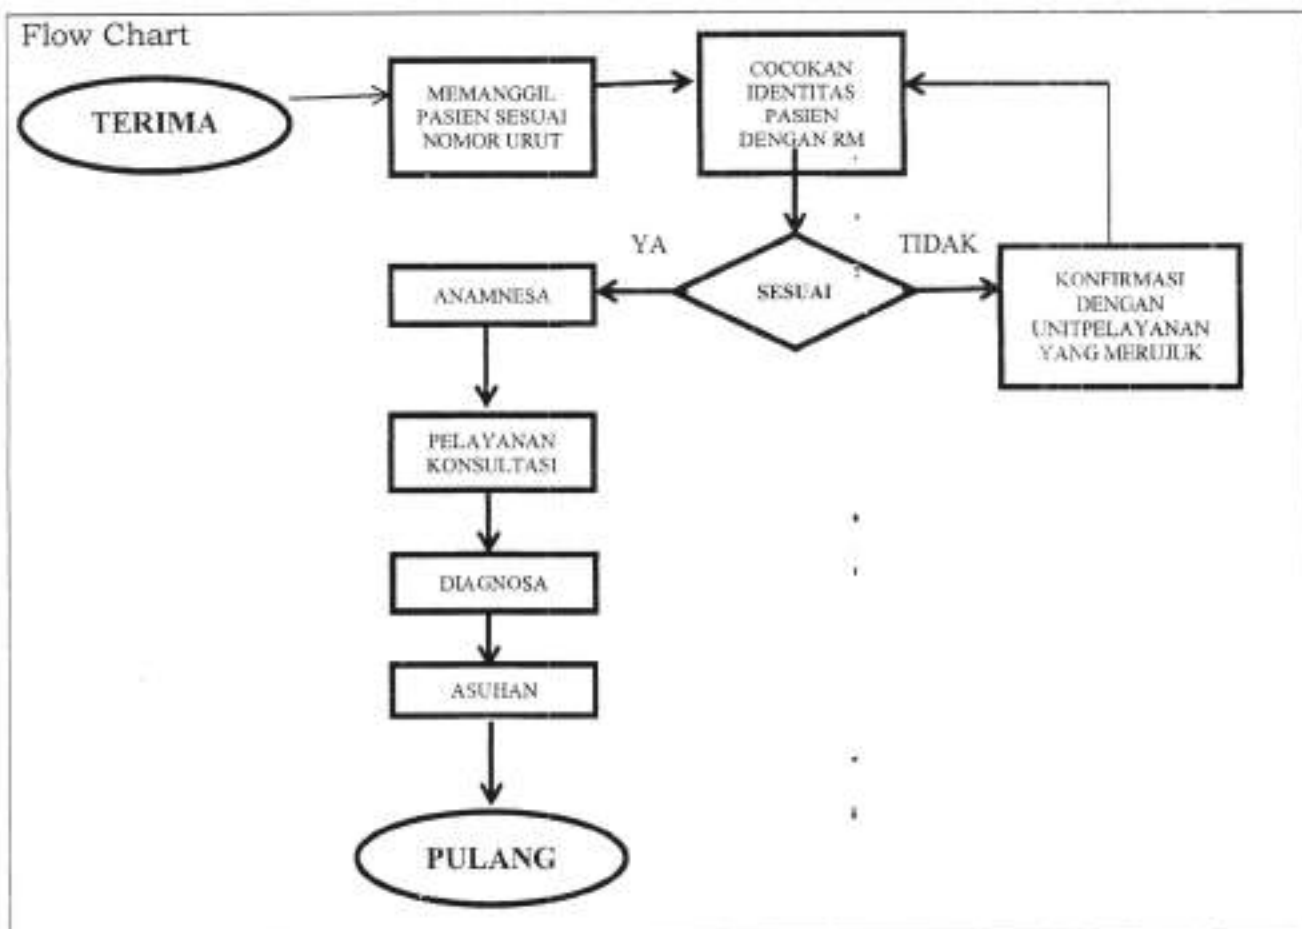 Flow Chart
TERIMA
MEMANGGIL
PASIEN SESUAI
NOMOR URUT
COCOKAN
IDENTITAS
PASIEN
DENGAN RM
YA
TIDAK
ANAMNESA
SESUAI
KONFIRMASI
DENGAN
UNITPELAYANAN
YANG MERUJUK
PELAYANAN
KONSULTASI
DIAGNOSA
ASUHAN
PULANG